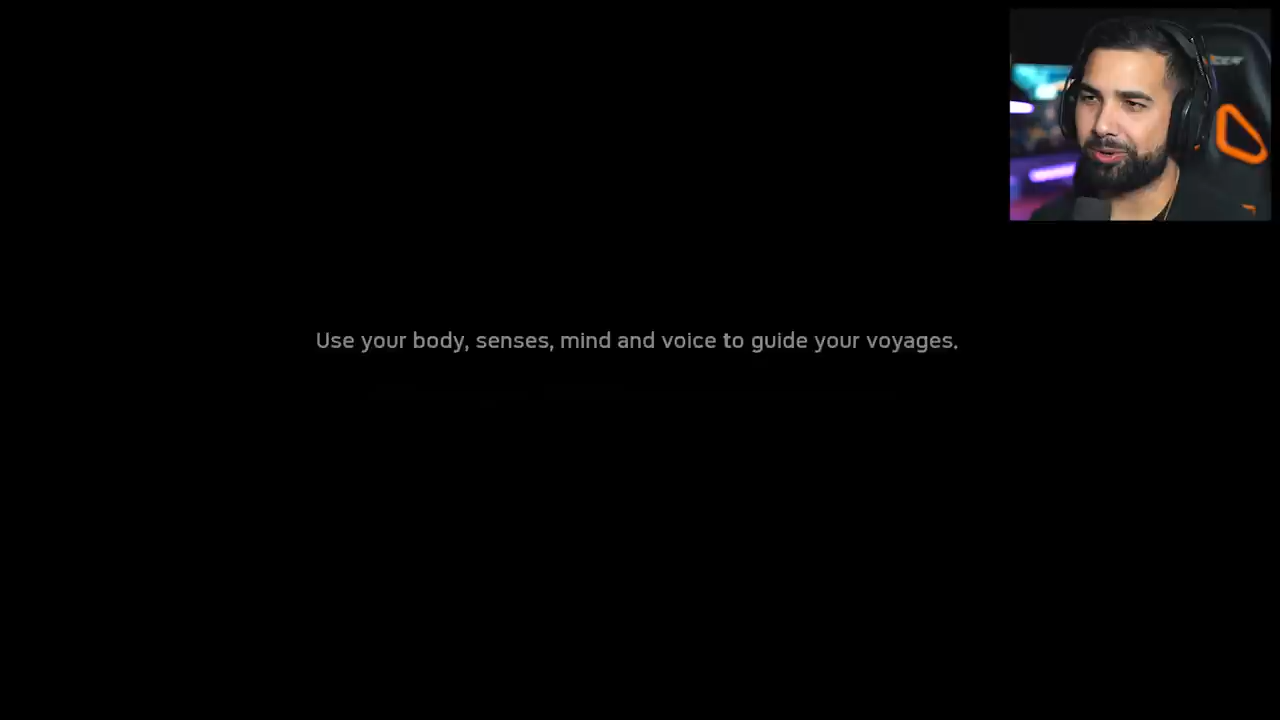 Use your body, senses, mind and voice to guide your voyages.